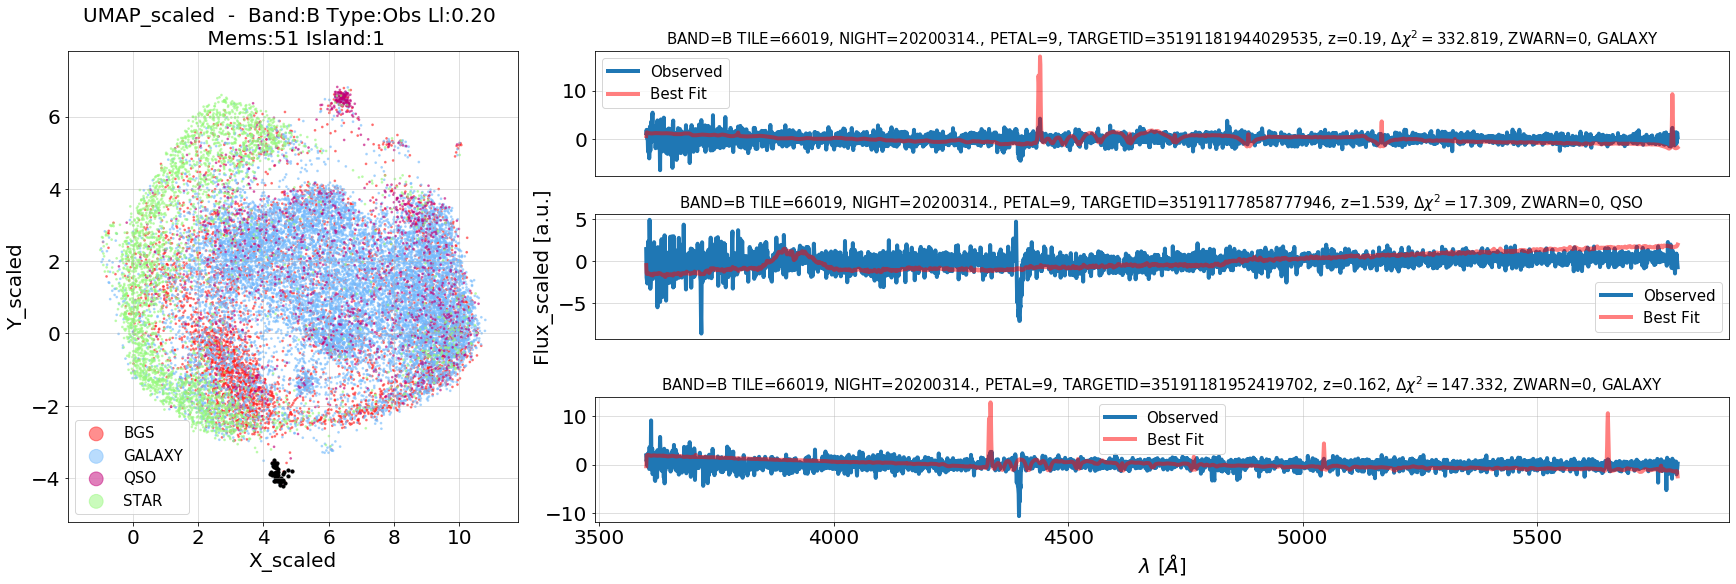 UMAP_scaled - Band:B Type:Obs Ll:0.20
Mems:51 Island:1
Y_scaled
6
4
2
0
−2
−4
BGS
GALAXY
QSO
STAR
0 2 4 6 8 10
X_scaled
Flux_scaled [a.u.]
BAND=B TILE=66019, NIGHT=20200314., PETAL=9, TARGETID=35191181944029535, z=0.19, Δχ² = 332.819, ZWARN=0, GALAXY
10
0
Observed
Best Fit
BAND=B TILE=66019, NIGHT=20200314., PETAL=9, TARGETID=35191177858777946, z=1.539, Δχ² = 17.309, ZWARN=0, QSO
5
0
−5
Observed
Best Fit
BAND=B TILE=66019, NIGHT=20200314., PETAL=9, TARGETID=35191181952419702, z=0.162, Δχ² = 147.332, ZWARN=0, GALAXY
10
0
−10
Observed
Best Fit
3500 4000 4500 5000 5500
λ [Å]